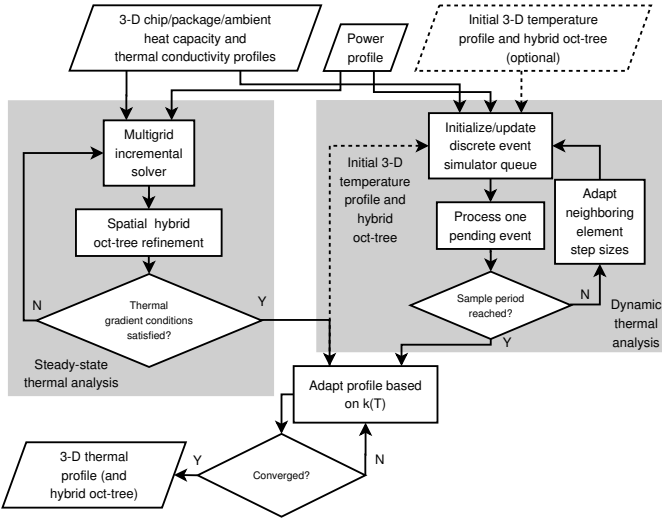 3-D chip/package/ambient
heat capacity and
thermal conductivity profiles
Power
profile
Initial 3-D temperature
profile and hybrid oct-tree
(optional)
Multigrid
incremental
solver
Spatial hybrid
oct-tree refinement
Thermal
gradient conditions
satisfied?
N
Y
Steady-state
thermal analysis
Initial 3-D
temperature
profile and
hybrid
oct-tree
Initialize/update
discrete event
simulator queue
Process one
pending event
Adapt
neighboring
element
step sizes
Sample period
reached?
N
Y
Dynamic
thermal
analysis
Adapt profile based
on k(T)
Converged?
Y
N
3-D thermal
profile (and
hybrid oct-tree)